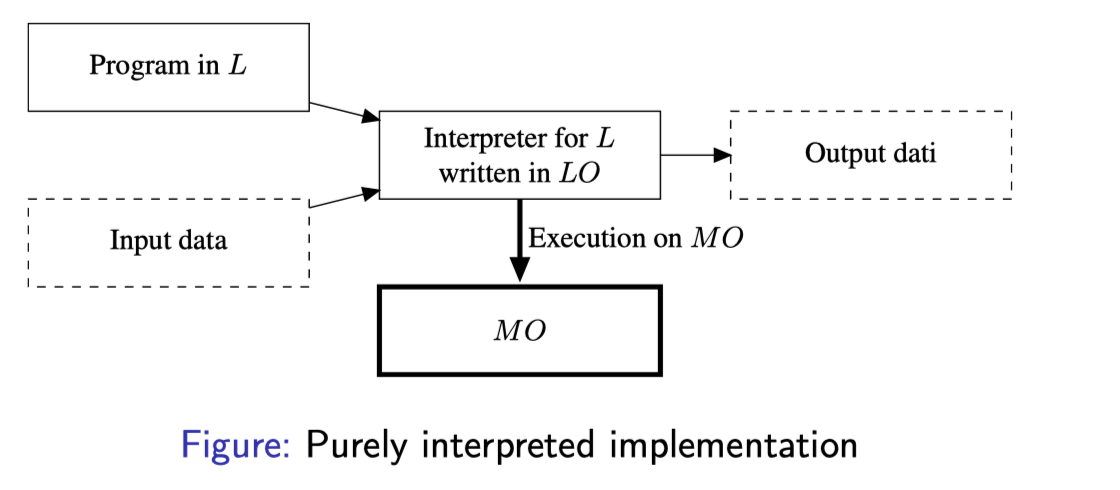 Program in L
Interpreter for L
written in LO
Output dati
Input data
Execution on MO
MO
Figure: Purely interpreted implementation